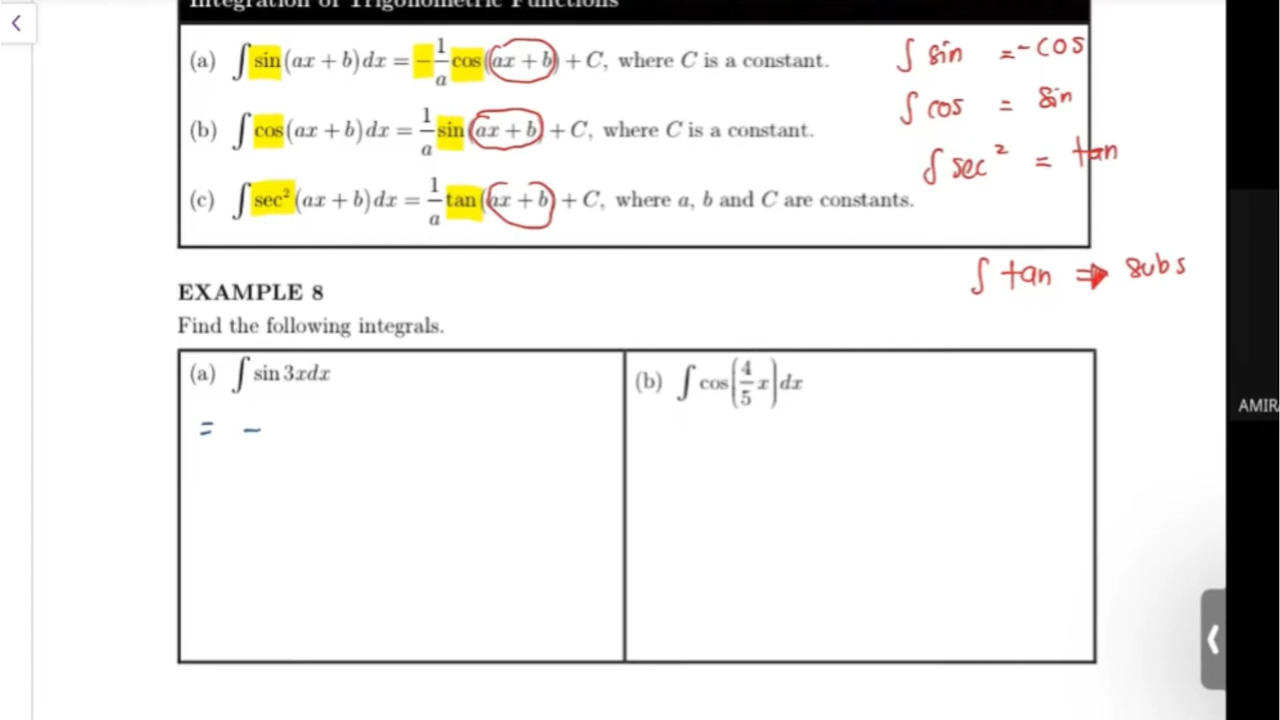 Integration of Trigonometric Functions
(a) ∫ sin(ax + b)dx = −1/a cos(ax + b) + C, where C is a constant.
∫ sin = -cos
(b) ∫ cos(ax + b)dx = 1/a sin(ax + b) + C, where C is a constant.
∫ cos = sin
(c) ∫ sec²(ax + b)dx = 1/a tan(ax + b) + C, where a, b and C are constants.
∫ sec² = tan
∫ tan ⇒ subs
EXAMPLE 8
Find the following integrals.
(a) ∫ sin 3xdx
(b) ∫ cos(4/5 x)dx
= −
AMIR